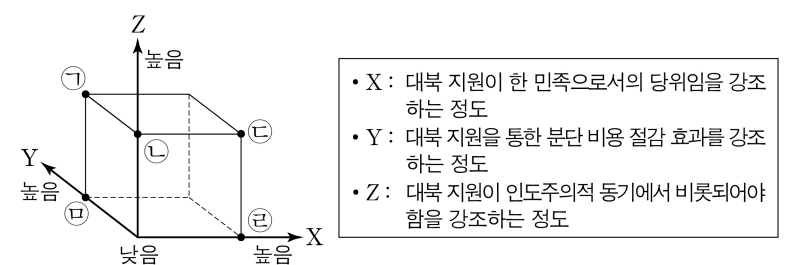 Z
높음
㉠
㉢
㉡
Y
높음
㉤
㉣
X
낮음
높음
• X : 대북 지원이 한 민족으로서의 당위임을 강조
하는 정도
• Y : 대북 지원을 통한 분단 비용 절감 효과를 강조
하는 정도
• Z : 대북 지원이 인도주의적 동기에서 비롯되어야
함을 강조하는 정도